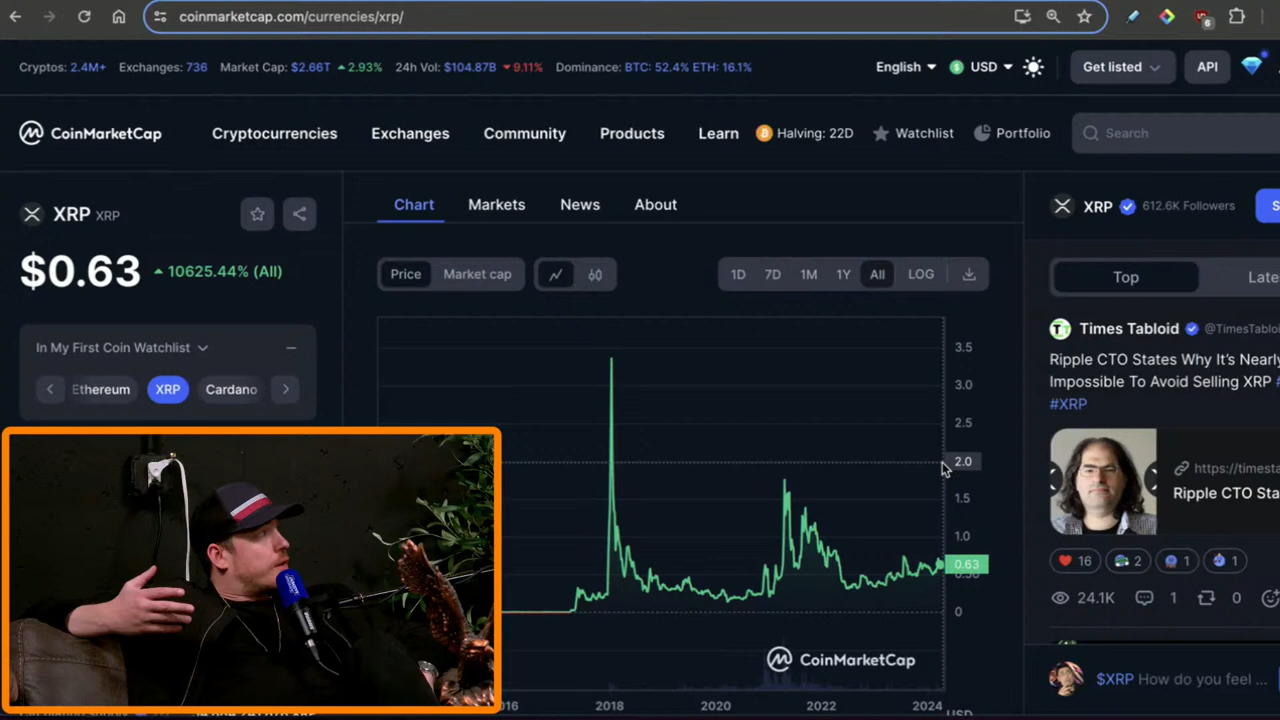 coinmarketcap.com/currencies/xrp/
6
Cryptos: 2.4M+ Exchanges: 736 Market Cap: $2.66T 2.93% 24h Vol: $104.87B 9.11% Dominance: BTC: 52.4% ETH: 16.1%
English USD Get listed API
CoinMarketCap Cryptocurrencies Exchanges Community Products Learn Halving: 22D Watchlist Portfolio Search
XRP XRP
$0.63 10625.44% (All)
In My First Coin Watchlist
Ethereum XRP Cardano
Chart Markets News About
Price Market cap 1D 7D 1M 1Y All LOG
3.5
3.0
2.5
2.0
1.5
1.0
0.63
0.50
0
CoinMarketCap
2018 2020 2022 2024
USD
XRP 612.6K Followers
Top
Times Tabloid
Ripple CTO States Why It's Nearly
Impossible To Avoid Selling XRP
#XRP
Ripple CTO
16 2 1 1
24.1K 1 0
$XRP How do you feel ...